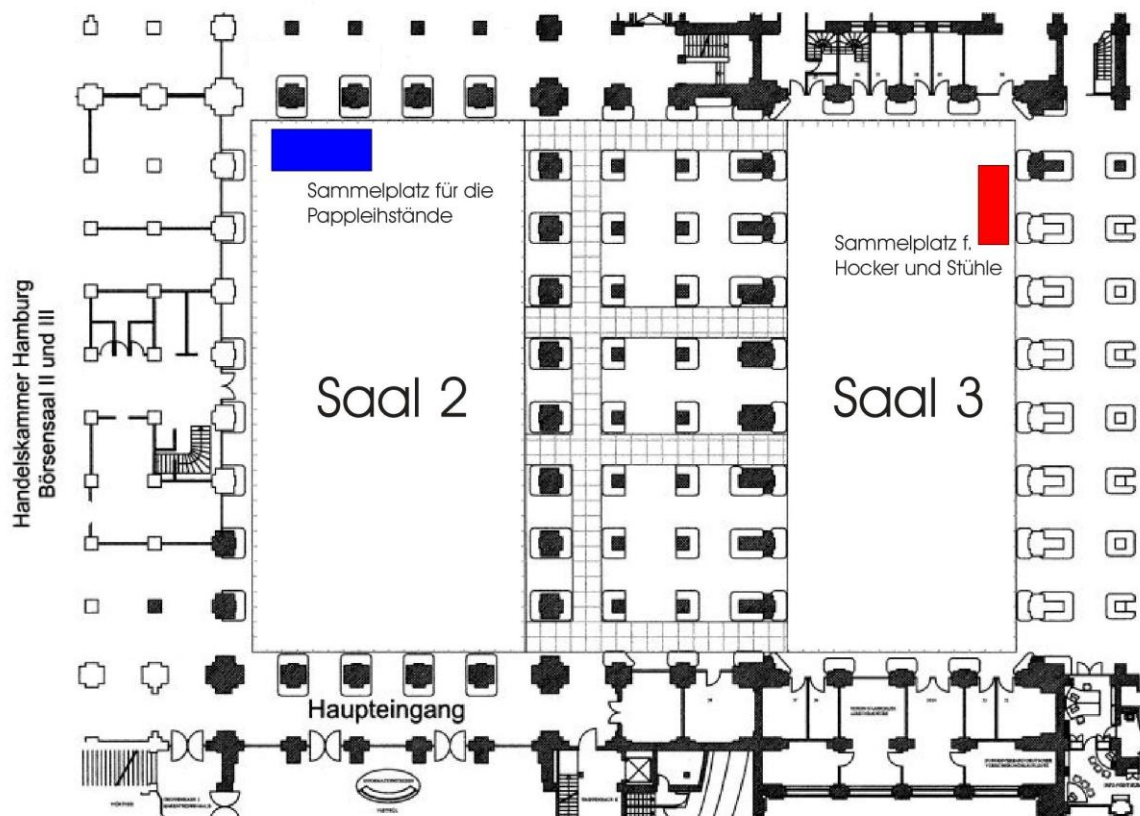 Sammelplatz für die
Pappleihstände
Sammelplatz f.
Hocker und Stühle
Handelskammer Hamburg
Börsensaal II und III
Saal 2
Saal 3
Haupteingang